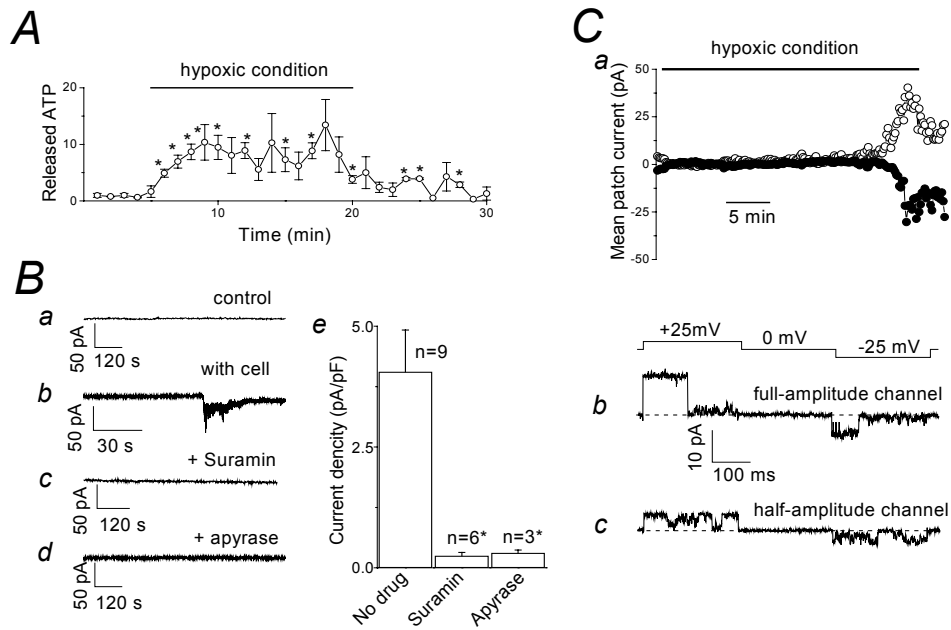 A
hypoxic condition
Released ATP
20
10
0
10
20
30
Time (min)
* * * * * * * * * * *
B
a
control
50 pA
120 s
b
with cell
50 pA
30 s
c
+ Suramin
50 pA
120 s
d
+ apyrase
50 pA
120 s
e
Current dencity (pA/pF)
5.0
2.5
0.0
n=9
n=6*
n=3*
No drug
Suramin
Apyrase
C
a
hypoxic condition
Mean patch current (pA)
50
25
0
-25
-50
5 min
+25mV
0 mV
-25 mV
b
full-amplitude channel
10 pA
100 ms
c
half-amplitude channel